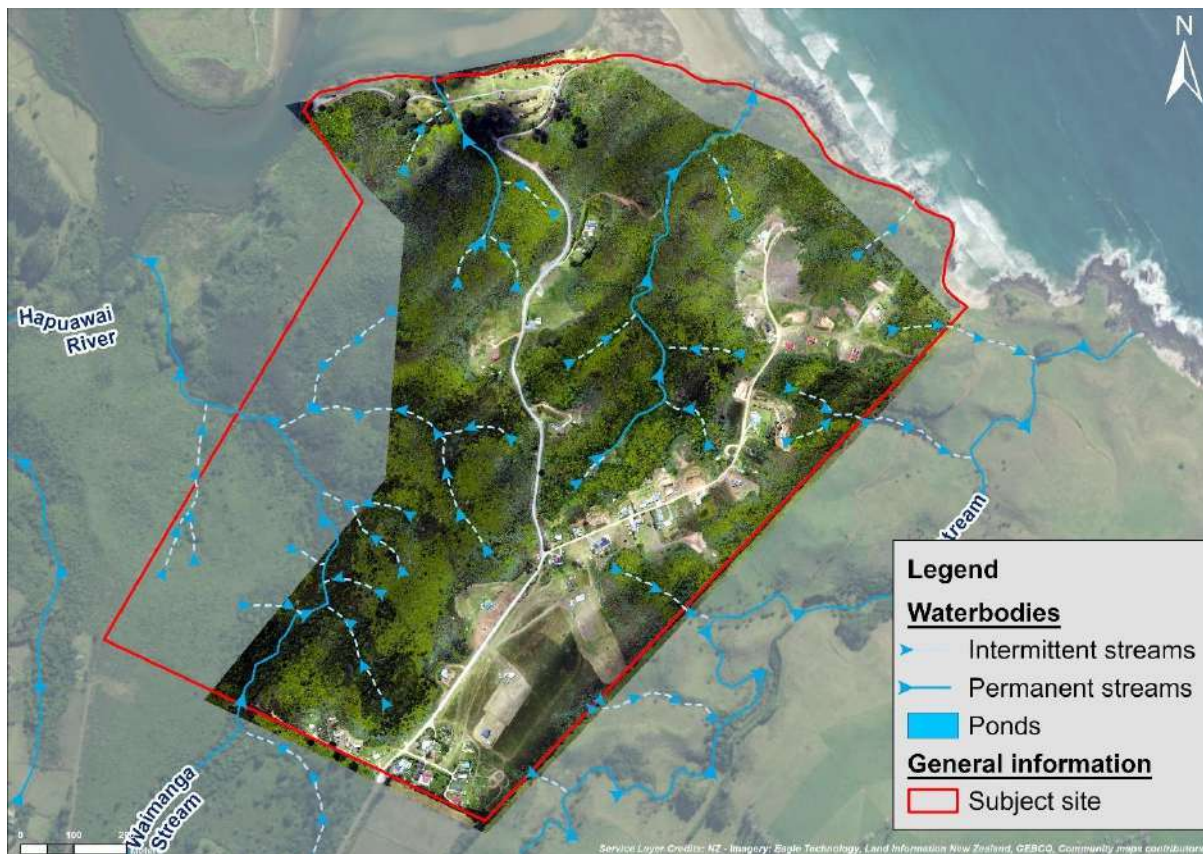 N
Hapuawai
River
Stream
Legend
Waterbodies
Intermittent streams
Permanent streams
Ponds
General information
Subject site
Waimanga
Stream
0 100
Service Layer Credits: NZ - Imagery: Eagle Technology, Land Information New Zealand, GEBCO, Community maps contributors